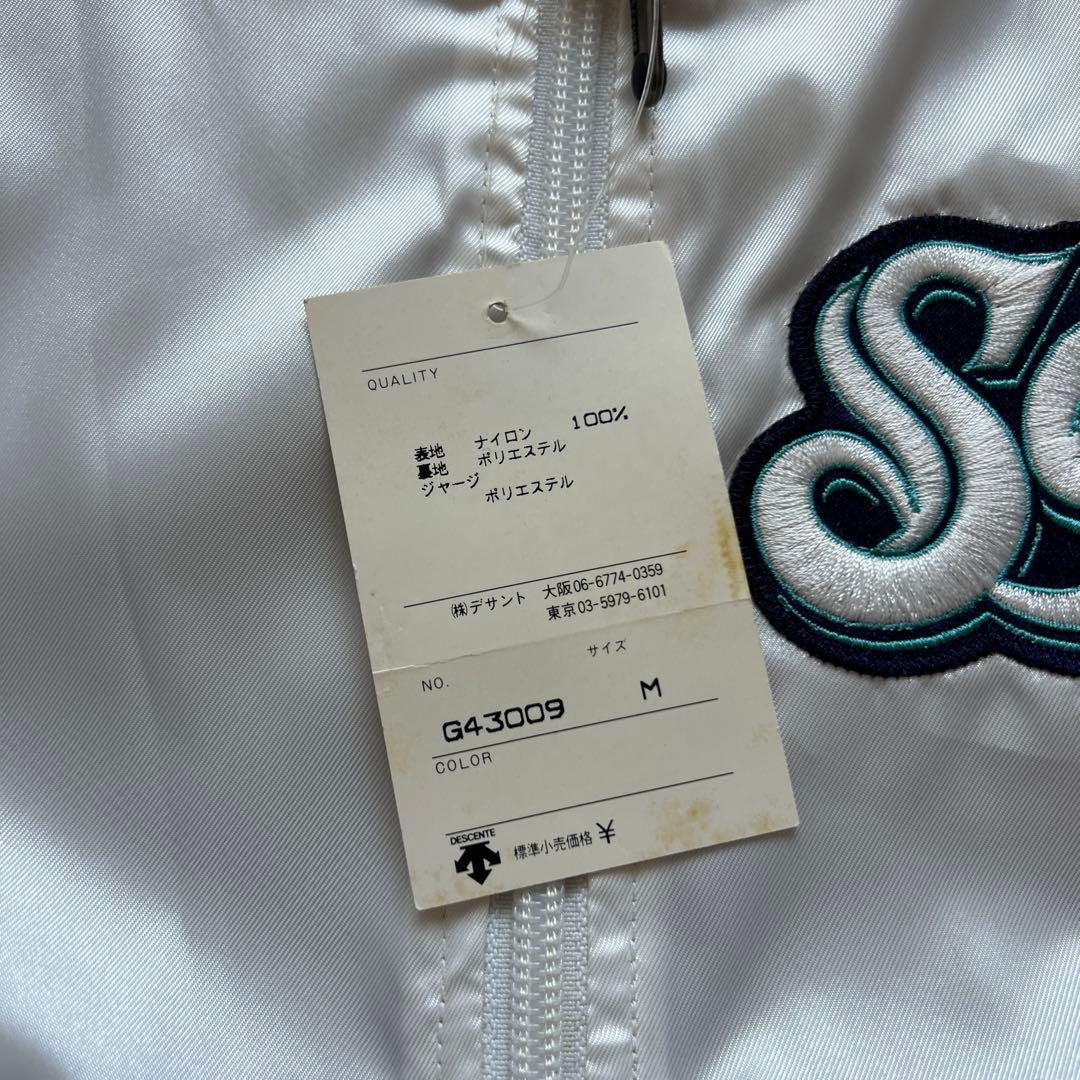 QUALITY
表地 ナイロン 100%
裏地 ポリエステル
ジャージ ポリエステル
㈱デサント 大阪06-6774-0359
東京03-5979-6101
サイズ
NO.
G43009 M
COLOR
DESCENTE
標準小売価格 ¥
S